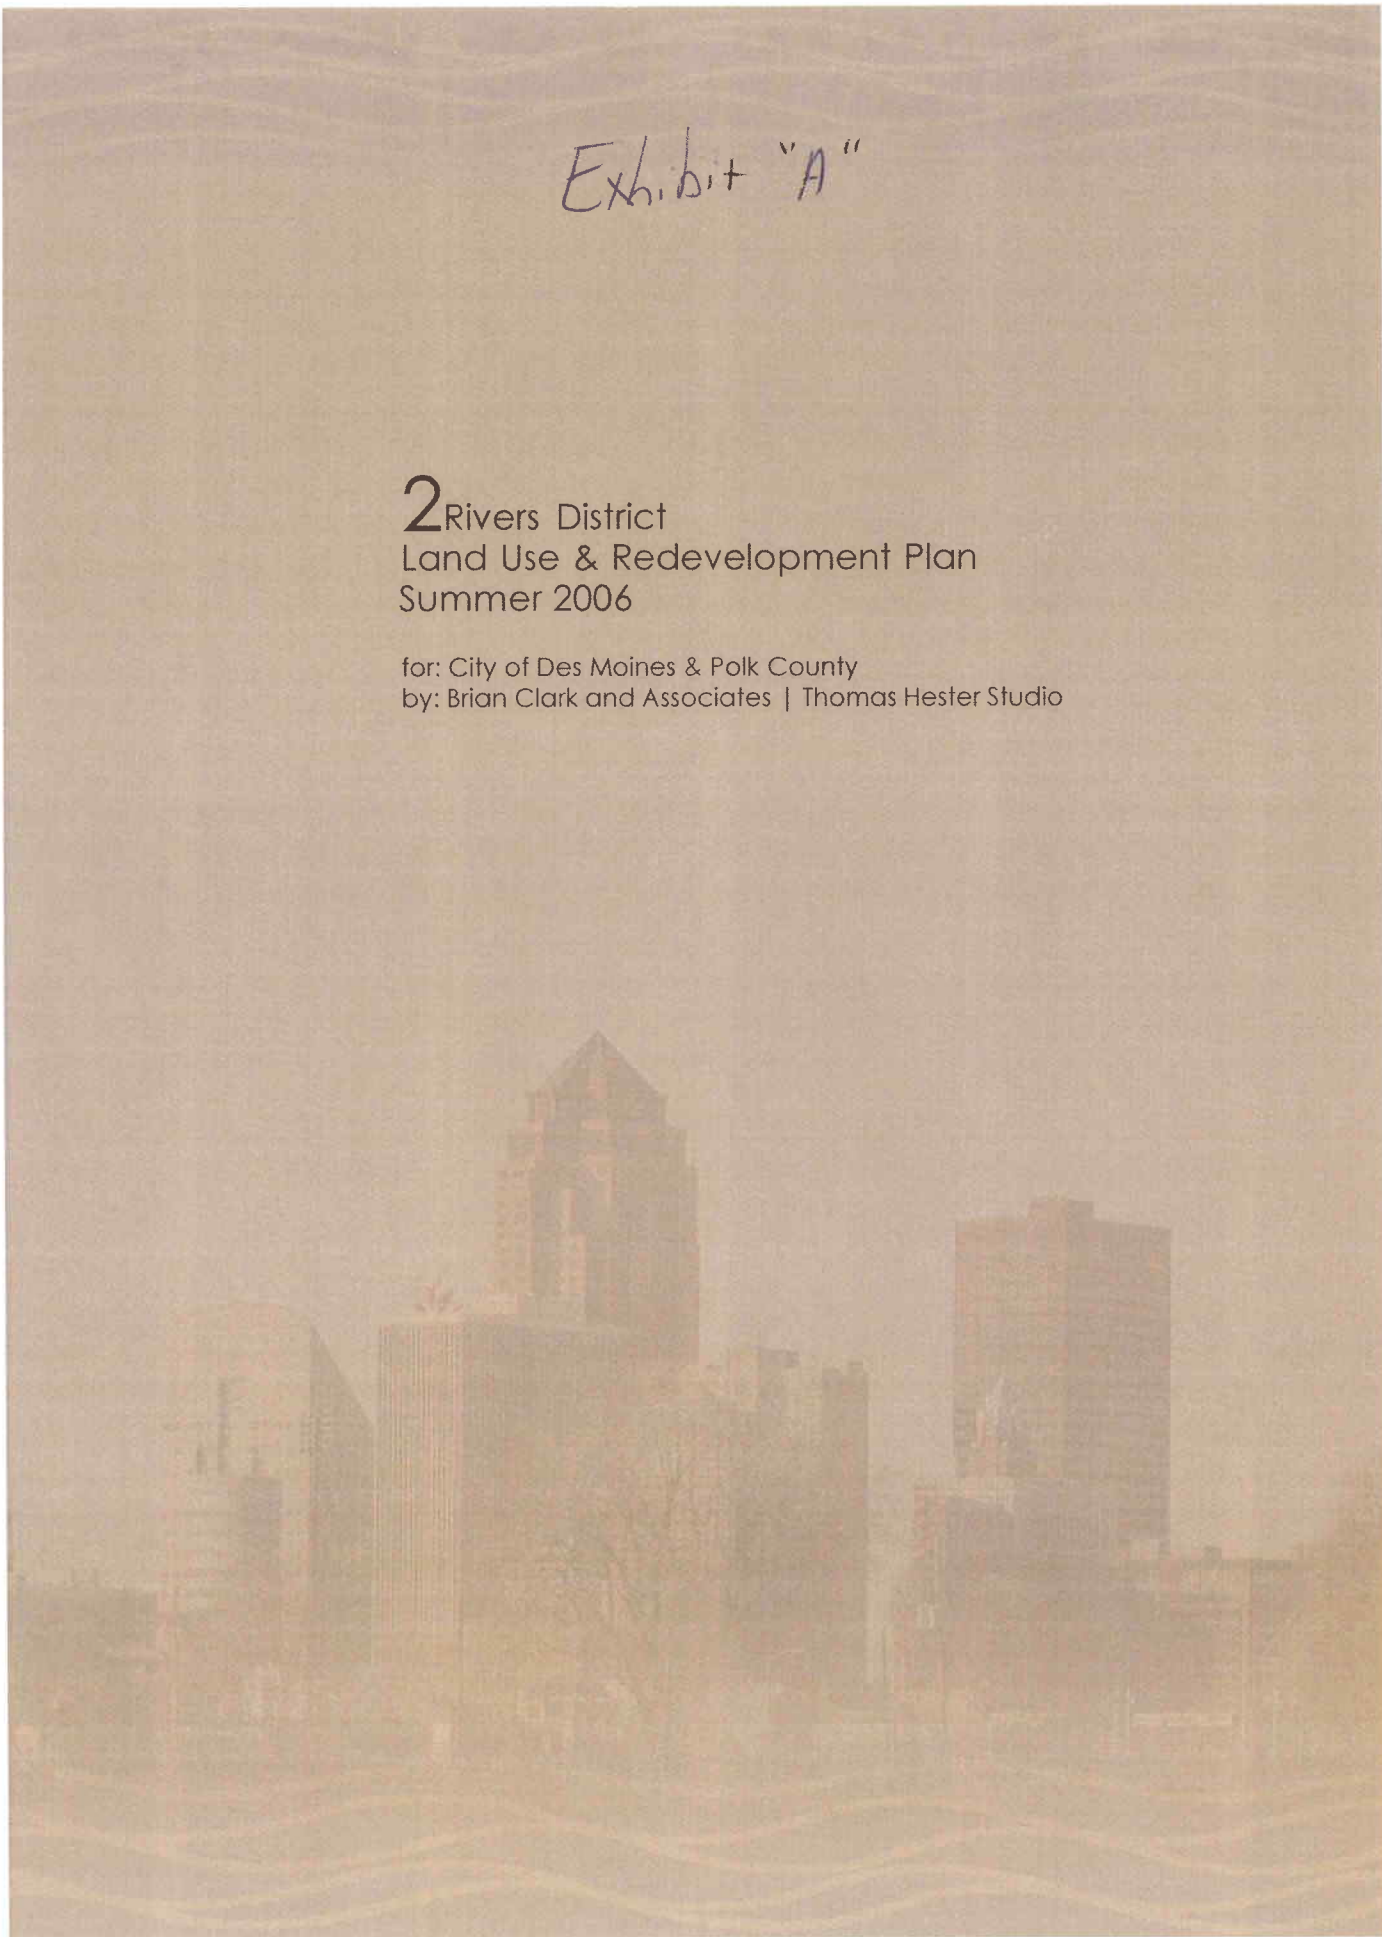 Exhibit "A"
2Rivers District
Land Use & Redevelopment Plan
Summer 2006
for: City of Des Moines & Polk County
by: Brian Clark and Associates | Thomas Hester Studio